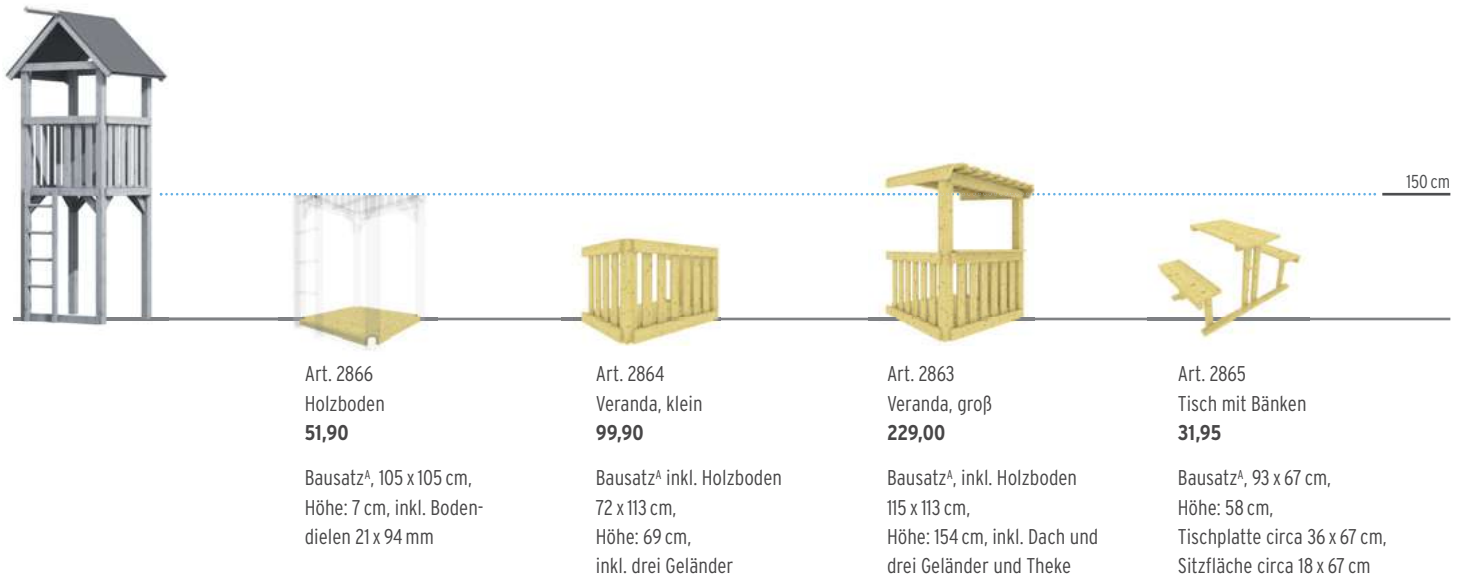 150 cm
Art. 2866
Holzboden
51,90
Bausatzᴬ, 105 x 105 cm,
Höhe: 7 cm, inkl. Boden-
dielen 21 x 94 mm
Art. 2864
Veranda, klein
99,90
Bausatzᴬ inkl. Holzboden
72 x 113 cm,
Höhe: 69 cm,
inkl. drei Geländer
Art. 2863
Veranda, groß
229,00
Bausatzᴬ, inkl. Holzboden
115 x 113 cm,
Höhe: 154 cm, inkl. Dach und
drei Geländer und Theke
Art. 2865
Tisch mit Bänken
31,95
Bausatzᴬ, 93 x 67 cm,
Höhe: 58 cm,
Tischplatte circa 36 x 67 cm,
Sitzfläche circa 18 x 67 cm